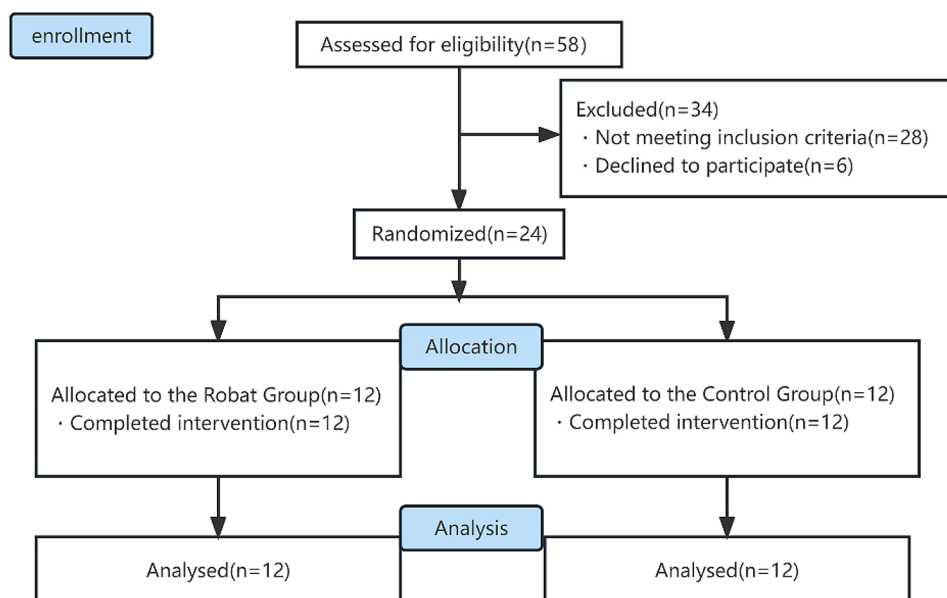 enrollment
Assessed for eligibility(n=58)
Excluded(n=34)
· Not meeting inclusion criteria(n=28)
· Declined to participate(n=6)
Randomized(n=24)
Allocation
Allocated to the Robat Group(n=12)
· Completed intervention(n=12)
Allocated to the Control Group(n=12)
· Completed intervention(n=12)
Analysis
Analysed(n=12)
Analysed(n=12)